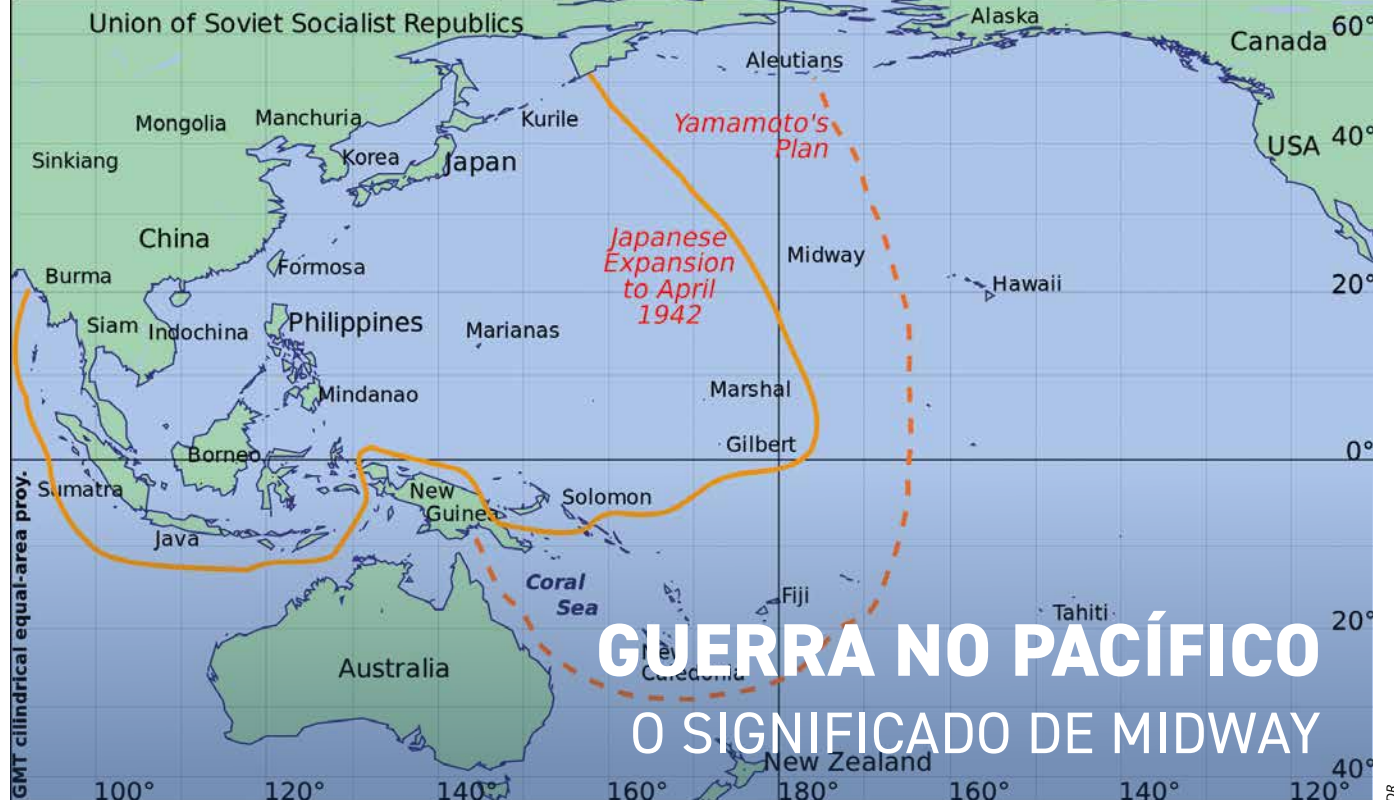 Union of Soviet Socialist Republics
Alaska
60°
Canada
Aleutians
Mongolia
Manchuria
Kurile
Yamamoto's
Plan
40°
USA
Sinkiang
Korea
Japan
China
Japanese
Expansion
to April
1942
Midway
Burma
Formosa
Hawaii
20°
Siam
Indochina
Philippines
Marianas
Mindanao
Marshal
Gilbert
0°
Borneo
Sumatra
New
Guinea
Solomon
Java
Coral
Sea
Fiji
Tahiti
20°
GUERRA NO PACÍFICO
New
Caledonia
Australia
O SIGNIFICADO DE MIDWAY
New Zealand
40°
100°
120°
140°
160°
180°
160°
140°
120°
GMT cilindrical equal-area proy.